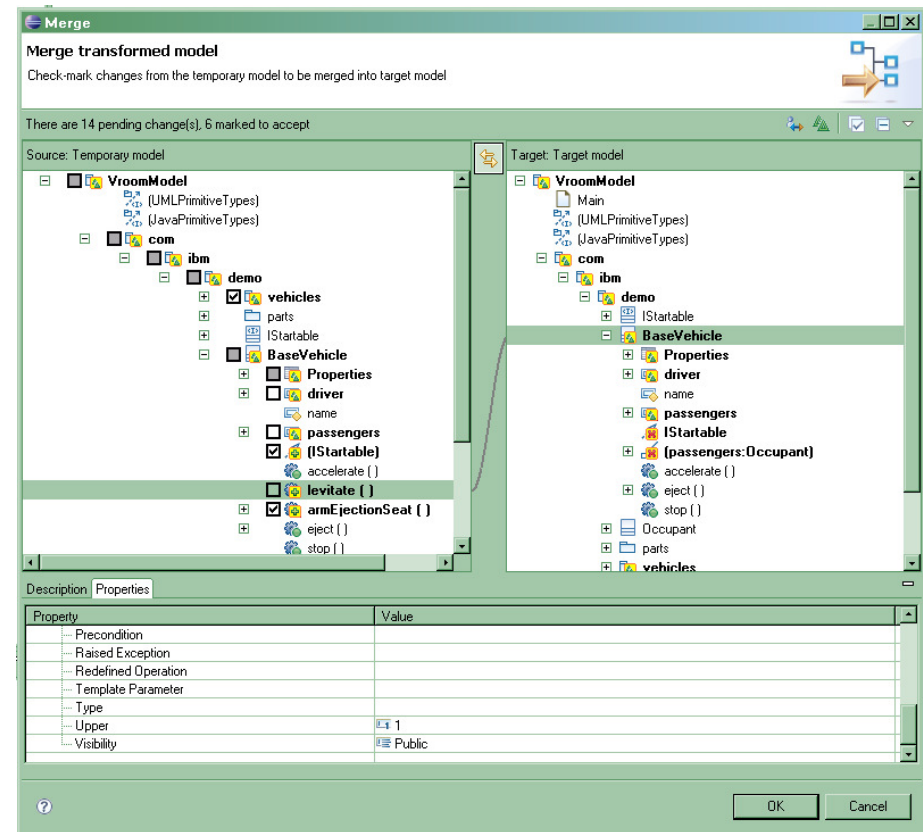 Merge
Merge transformed model
Check-mark changes from the temporary model to be merged into target model
There are 14 pending change(s), 6 marked to accept
Source: Temporary model
VroomModel
(UMLPrimitiveTypes)
(JavaPrimitiveTypes)
com
ibm
demo
vehicles
parts
IStartable
BaseVehicle
Properties
driver
name
passengers
(IStartable)
accelerate ( )
levitate ( )
armEjectionSeat ( )
eject ( )
stop ( )
Target: Target model
VroomModel
Main
(UMLPrimitiveTypes)
(JavaPrimitiveTypes)
com
ibm
demo
IStartable
BaseVehicle
Properties
driver
name
passengers
IStartable
(passengers:Occupant)
accelerate ( )
eject ( )
stop ( )
Occupant
parts
vehicles
Description Properties
Property Value
Precondition
Raised Exception
Redefined Operation
Template Parameter
Type
Upper 1
Visibility Public
OK Cancel